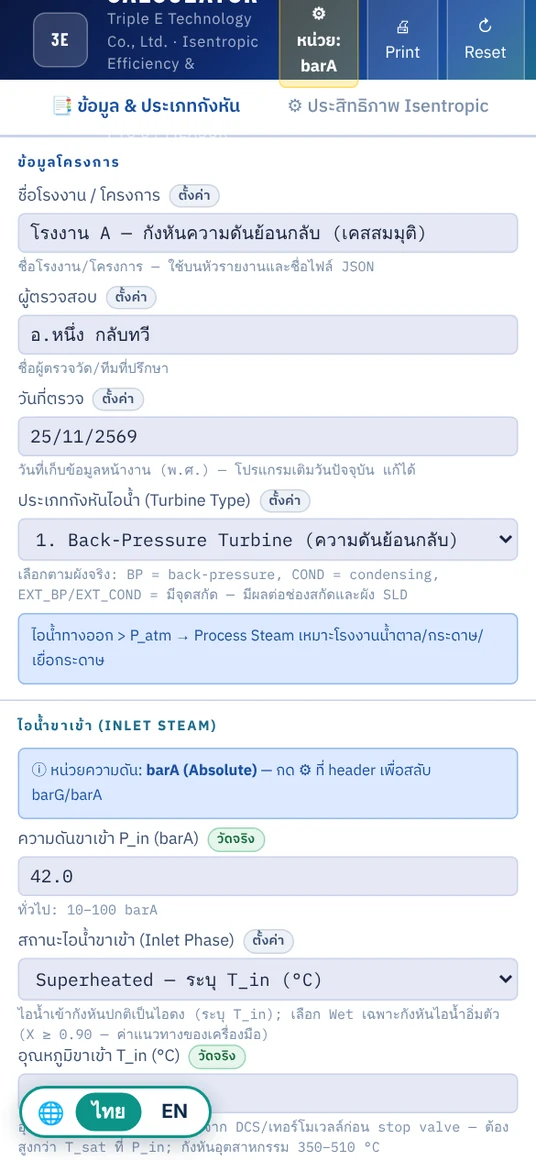 3E
Triple E Technology
Co., Ltd. · Isentropic
Efficiency &
⚙
หน่วย:
barA
🖨
Print
↻
Reset
📑 ข้อมูล & ประเภทกังหัน
⚙ ประสิทธิภาพ Isentropic
ข้อมูลโครงการ
ชื่อโรงงาน / โครงการ ตั้งค่า
โรงงาน A — กังหันความดันย้อนกลับ (เคสสมมุติ)
ชื่อโรงงาน/โครงการ — ใช้บนหัวรายงานและชื่อไฟล์ JSON
ผู้ตรวจสอบ ตั้งค่า
อ.หนึ่ง กลับทวี
ชื่อผู้ตรวจวัด/ทีมที่ปรึกษา
วันที่ตรวจ ตั้งค่า
25/11/2569
วันที่เก็บข้อมูลหน้างาน (พ.ศ.) — โปรแกรมเติมวันปัจจุบัน แก้ได้
ประเภทกังหันไอน้ำ (Turbine Type) ตั้งค่า
1. Back-Pressure Turbine (ความดันย้อนกลับ)
เลือกตามผังจริง: BP = back-pressure, COND = condensing,
EXT_BP/EXT_COND = มีจุดสกัด — มีผลต่อช่องสกัดและผัง SLD
ไอน้ำทางออก > P_atm → Process Steam เหมาะโรงงานน้ำตาล/กระดาษ/
เยื่อกระดาษ
ไอน้ำขาเข้า (INLET STEAM)
ⓘ หน่วยความดัน: barA (Absolute) — กด ⚙ ที่ header เพื่อสลับ
barG/barA
ความดันขาเข้า P_in (barA) วัดจริง
42.0
ทั่วไป: 10–100 barA
สถานะไอน้ำขาเข้า (Inlet Phase) ตั้งค่า
Superheated — ระบุ T_in (°C)
ไอน้ำเข้ากังหันปกติเป็นไอดง (ระบุ T_in); เลือก Wet เฉพาะกังหันไอน้ำอิ่มตัว
(X ≥ 0.90 — ค่าแนวทางของเครื่องมือ)
อุณหภูมิขาเข้า T_in (°C) วัดจริง
🌐 ไทย EN
จาก DCS/เทอร์โมเวลล์ก่อน stop valve — ต้อง
สูงกว่า T_sat ที่ P_in; กังหันอุตสาหกรรม 350–510 °C